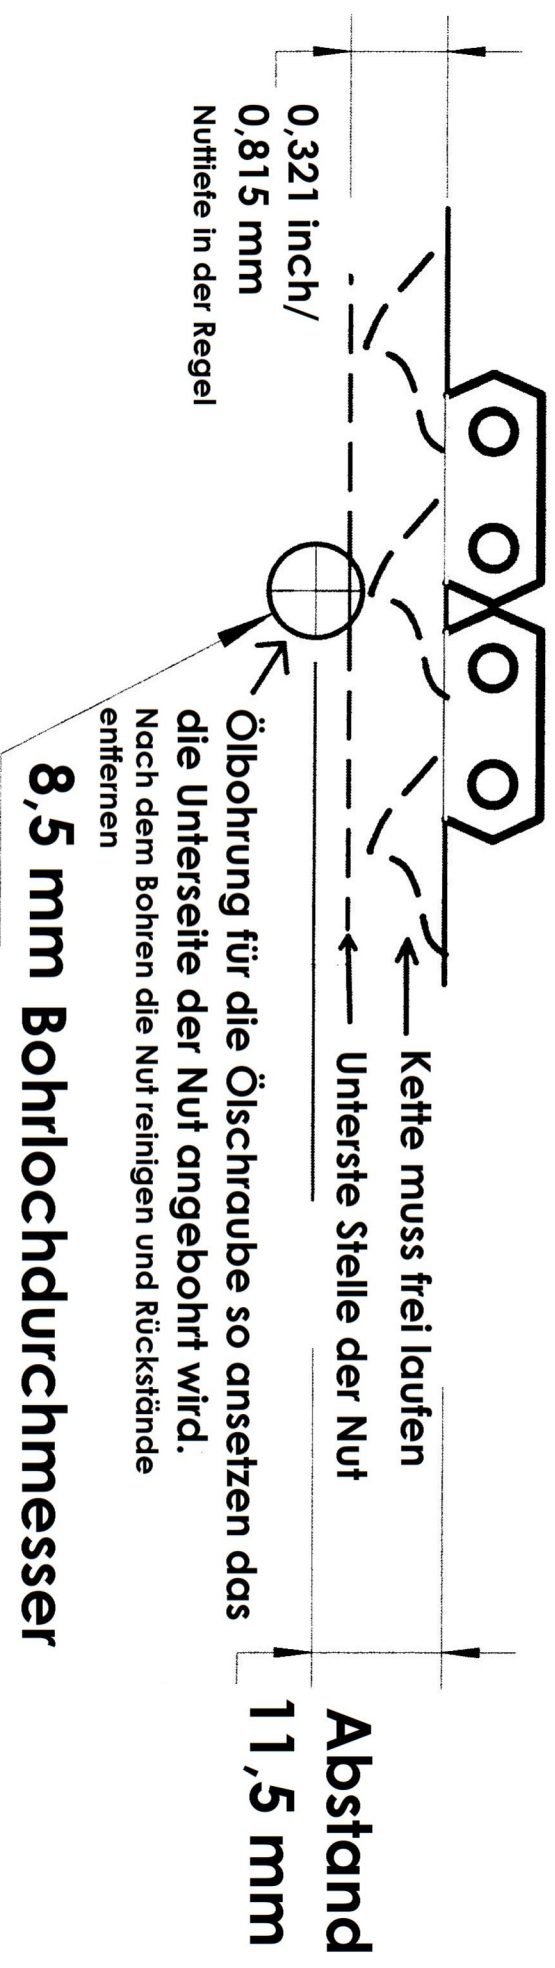 0,321 inch/
0,815 mm
Nuttiefe in der Regel
Kette muss frei laufen
Unterste Stelle der Nut
Ölbohrung für die Ölschraube so ansetzen das
die Unterseite der Nut angebohrt wird.
Nach dem Bohren die Nut reinigen und Rückstände
entfernen
8,5 mm Bohrlochdurchmesser
Abstand
11,5 mm